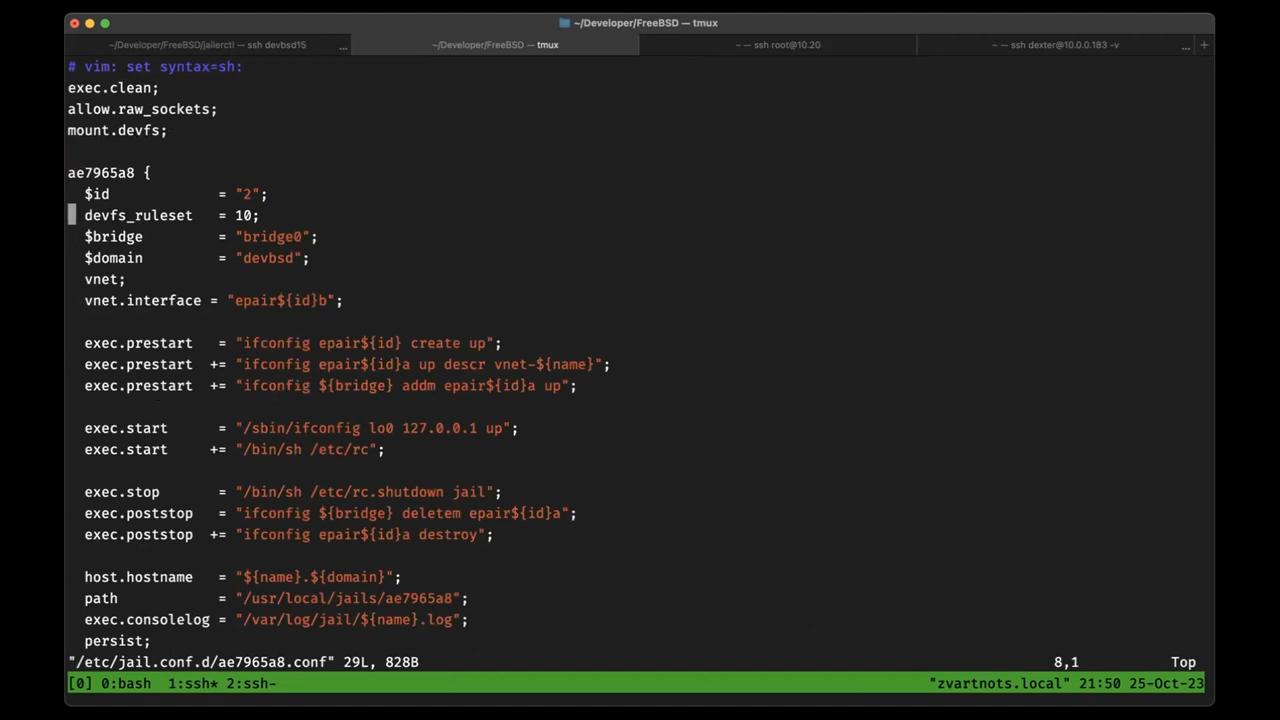 ~/Developer/FreeBSD — tmux
~/Developer/FreeBSD/jailerctl — ssh devbsd15 ...
~/Developer/FreeBSD — tmux
~ — ssh root@10.20
~ — ssh dexter@10.0.0.183 -v ... +
# vim: set syntax=sh:
exec.clean;
allow.raw_sockets;
mount.devfs;
ae7965a8 {
$id = "2";
devfs_ruleset = 10;
$bridge = "bridge0";
$domain = "devbsd";
vnet;
vnet.interface = "epair${id}b";
exec.prestart = "ifconfig epair${id} create up";
exec.prestart += "ifconfig epair${id}a up descr vnet-${name}";
exec.prestart += "ifconfig ${bridge} addm epair${id}a up";
exec.start = "/sbin/ifconfig lo0 127.0.0.1 up";
exec.start += "/bin/sh /etc/rc";
exec.stop = "/bin/sh /etc/rc.shutdown jail";
exec.poststop = "ifconfig ${bridge} deletem epair${id}a";
exec.poststop += "ifconfig epair${id}a destroy";
host.hostname = "${name}.${domain}";
path = "/usr/local/jails/ae7965a8";
exec.consolelog = "/var/log/jail/${name}.log";
persist;
"/etc/jail.conf.d/ae7965a8.conf" 29L, 828B 8,1 Top
[0] 0:bash 1:ssh* 2:ssh- "zvartnots.local" 21:50 25-Oct-23